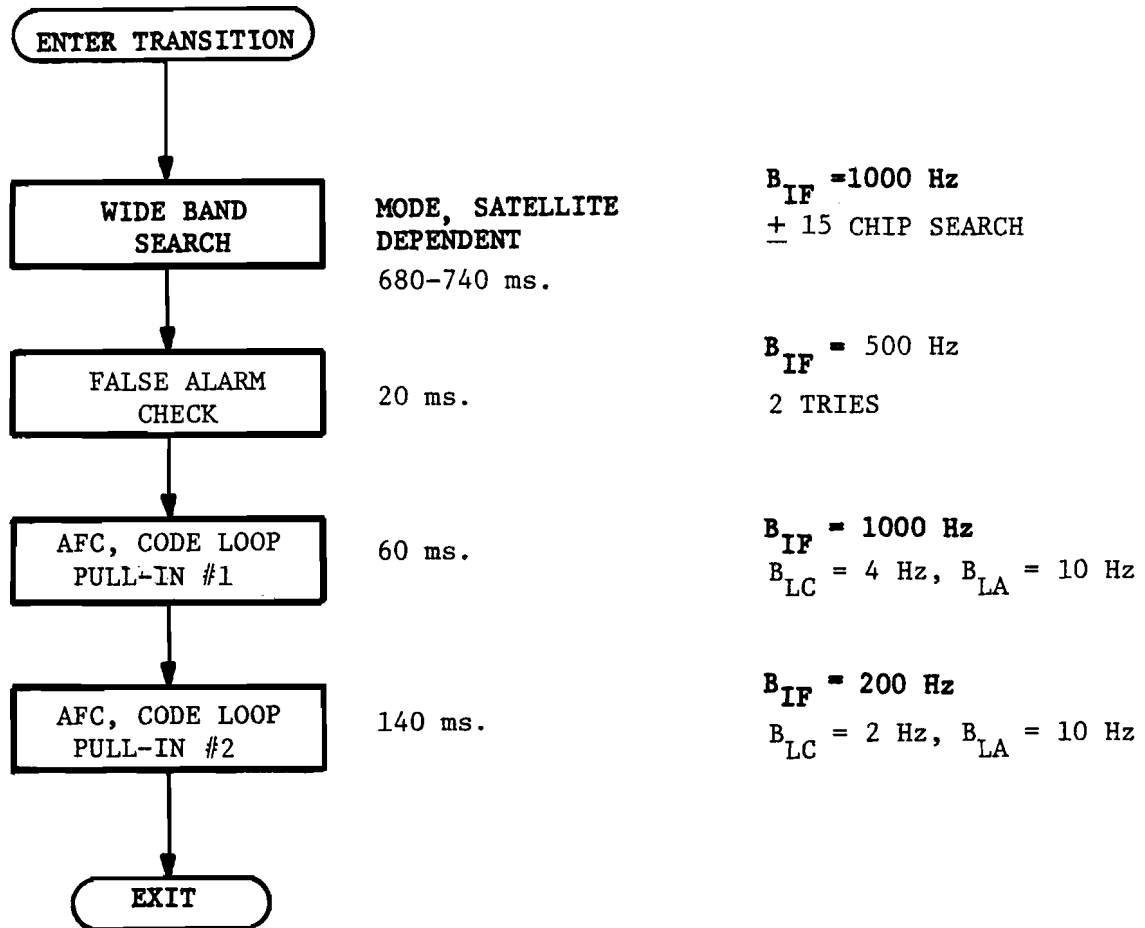 ENTER TRANSITION
WIDE BAND
SEARCH
MODE, SATELLITE
DEPENDENT
680-740 ms.
B_IF =1000 Hz
± 15 CHIP SEARCH
FALSE ALARM
CHECK
20 ms.
B_IF = 500 Hz
2 TRIES
AFC, CODE LOOP
PULL-IN #1
60 ms.
B_IF = 1000 Hz
B_LC = 4 Hz, B_LA = 10 Hz
AFC, CODE LOOP
PULL-IN #2
140 ms.
B_IF = 200 Hz
B_LC = 2 Hz, B_LA = 10 Hz
EXIT